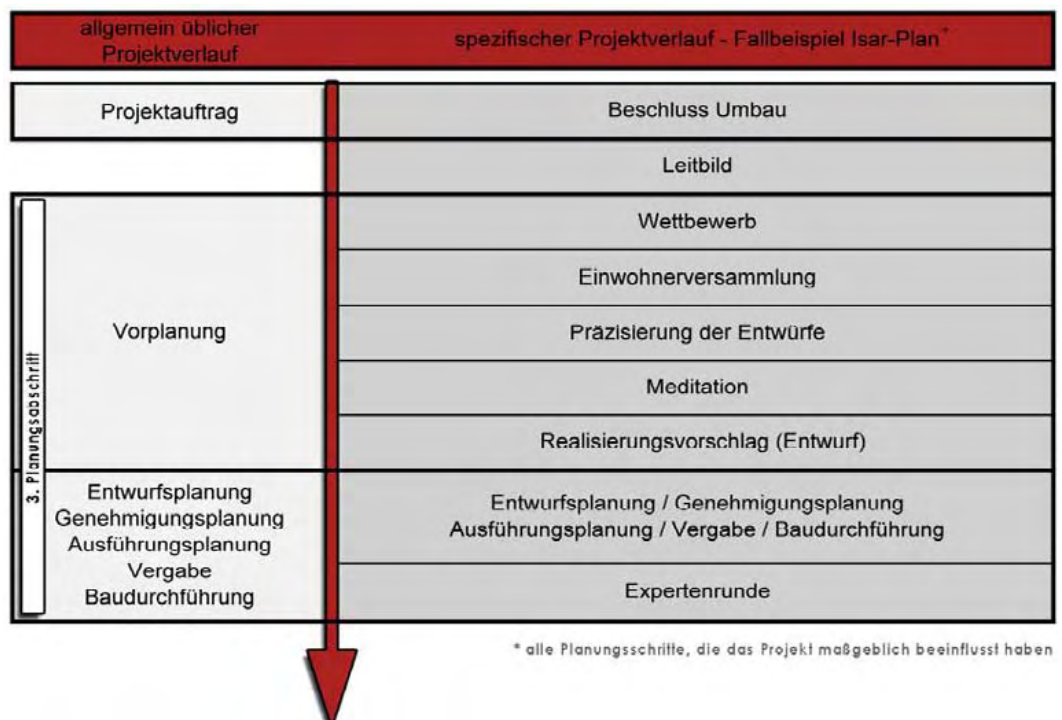 allgemein üblicher
Projektverlauf
spezifischer Projektverlauf - Fallbeispiel Isar-Plan*
Projektauftrag
Beschluss Umbau
Leitbild
3. Planungsabschritt
Vorplanung
Wettbewerb
Einwohnerversammlung
Präzisierung der Entwürfe
Meditation
Realisierungsvorschlag (Entwurf)
Entwurfsplanung
Genehmigungsplanung
Ausführungsplanung
Vergabe
Baudurchführung
Entwurfsplanung / Genehmigungsplanung
Ausführungsplanung / Vergabe / Baudurchführung
Expertenrunde
* alle Planungsschritte, die das Projekt maßgeblich beeinflusst haben